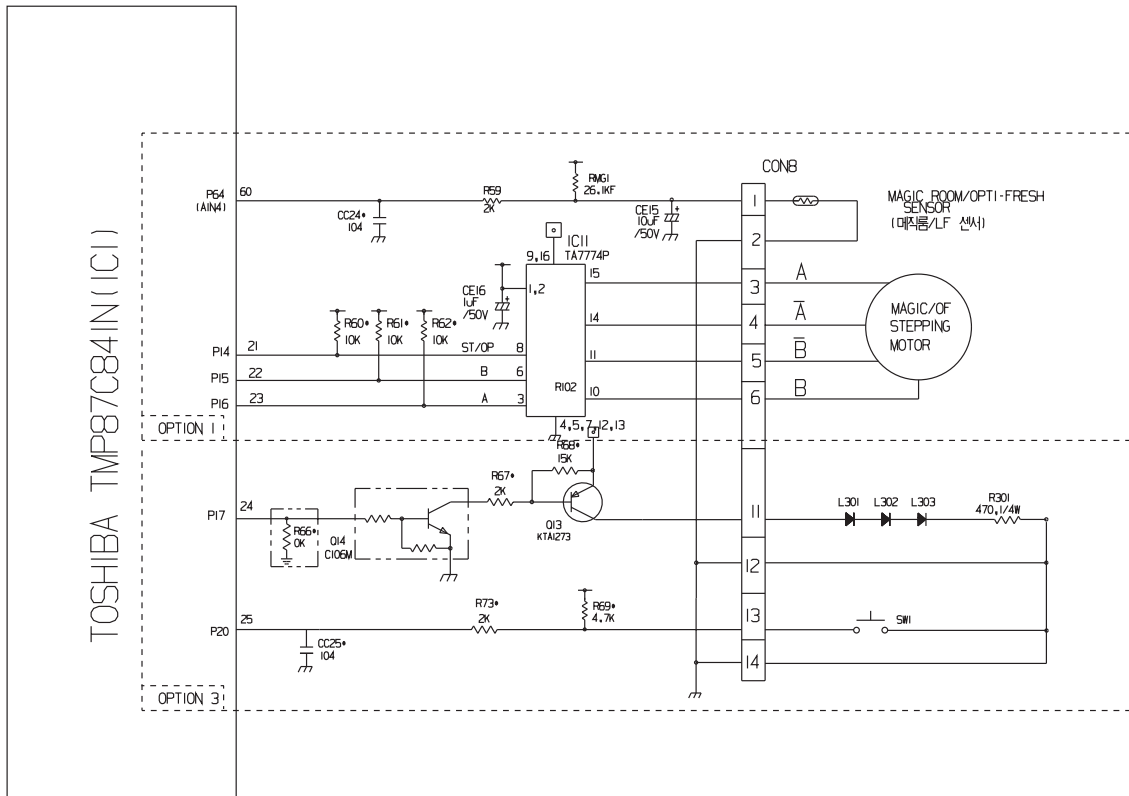 TOSHIBA TMP87C841N(IC1)
CON8
P64
(AIN4)
60
CC24*
104
R59
2K
RMG1
26.1KF
CE15
10uF
/50V
1
2
MAGIC ROOM/OPTI-FRESH
SENSOR
(매직룸/LF 센서)
9,16
IC11
TA7774P
CE16
1uF
/50V
1,2
15
3
A
14
4
A
MAGIC/OF
STEPPING
MOTOR
R60*
10K
R61*
10K
R62*
10K
P14
21
ST/OP
8
11
5
B
P15
22
B
6
P16
23
A
3
R102
10
6
B
OPTION 1
4,5,7,12,13
R68*
15K
R67*
2K
P17
24
R66*
0K
Q14
C106M
Q13
KTA1273
11
L301
L302
L303
R301
470,1/4W
12
P20
25
CC25*
104
R73*
2K
R69*
4.7K
13
SW1
14
OPTION 3